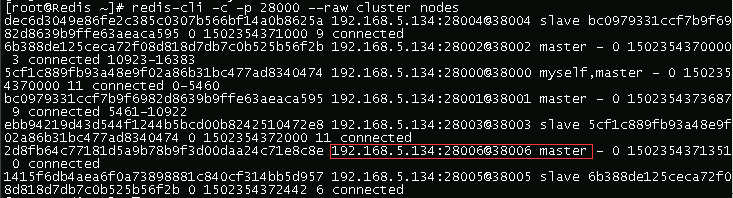 [root@Redis ~]# redis-cli -c -p 28000 --raw cluster nodes
dec6d3049e86fe2c385c0307b566bf14a0b8625a 192.168.5.134:28004@38004 slave bc0979331ccf7b9f69
82d8639b9ffe63aeaca595 0 1502354371000 9 connected
6b388de125ceca72f08d818d7db7c0b525b56f2b 192.168.5.134:28002@38002 master - 0 1502354370000
3 connected 10923-16383
5cf1c889fb93a48e9f02a86b31bc477ad8340474 192.168.5.134:28000@38000 myself,master - 0 150235
4370000 11 connected 0-5460
bc0979331ccf7b9f6982d8639b9ffe63aeaca595 192.168.5.134:28001@38001 master - 0 1502354373687
9 connected 5461-10922
ebb94219d43d544f1244b5bcd00b8242510472e8 192.168.5.134:28003@38003 slave 5cf1c889fb93a48e9f
02a86b31bc477ad8340474 0 1502354372000 11 connected
2d8fb64c77181d5a9b78b9f3d00daa24c71e8c8e 192.168.5.134:28006@38006 master - 0 1502354371351
0 connected
1415f6db4aea6f0a73898881c840cf314bb5d957 192.168.5.134:28005@38005 slave 6b388de125ceca72f0
8d818d7db7c0b525b56f2b 0 1502354372442 6 connected